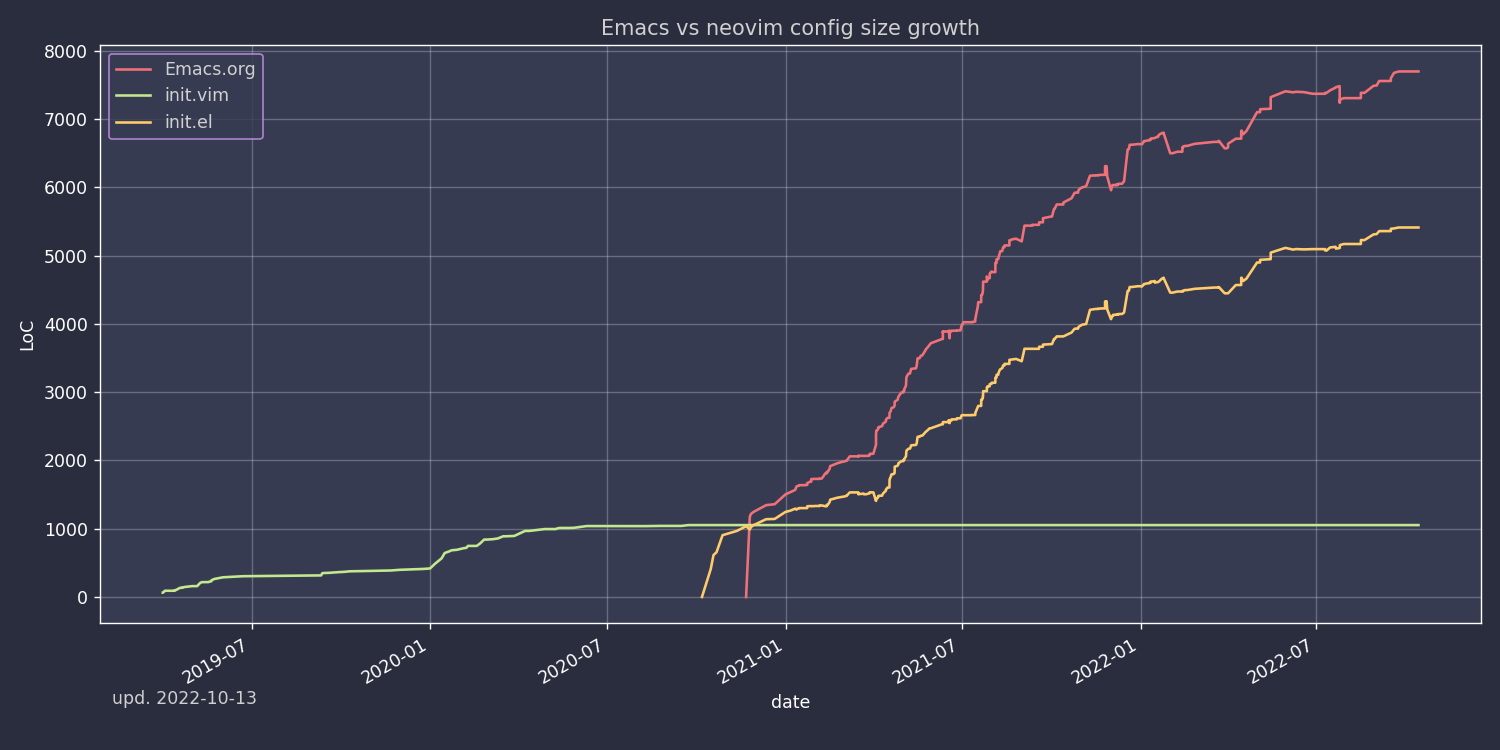 Emacs vs neovim config size growth
Emacs.org
init.vim
init.el
8000
7000
6000
5000
4000
3000
2000
1000
0
LoC
2019-07
2020-01
2020-07
2021-01
2021-07
2022-01
2022-07
date
upd. 2022-10-13